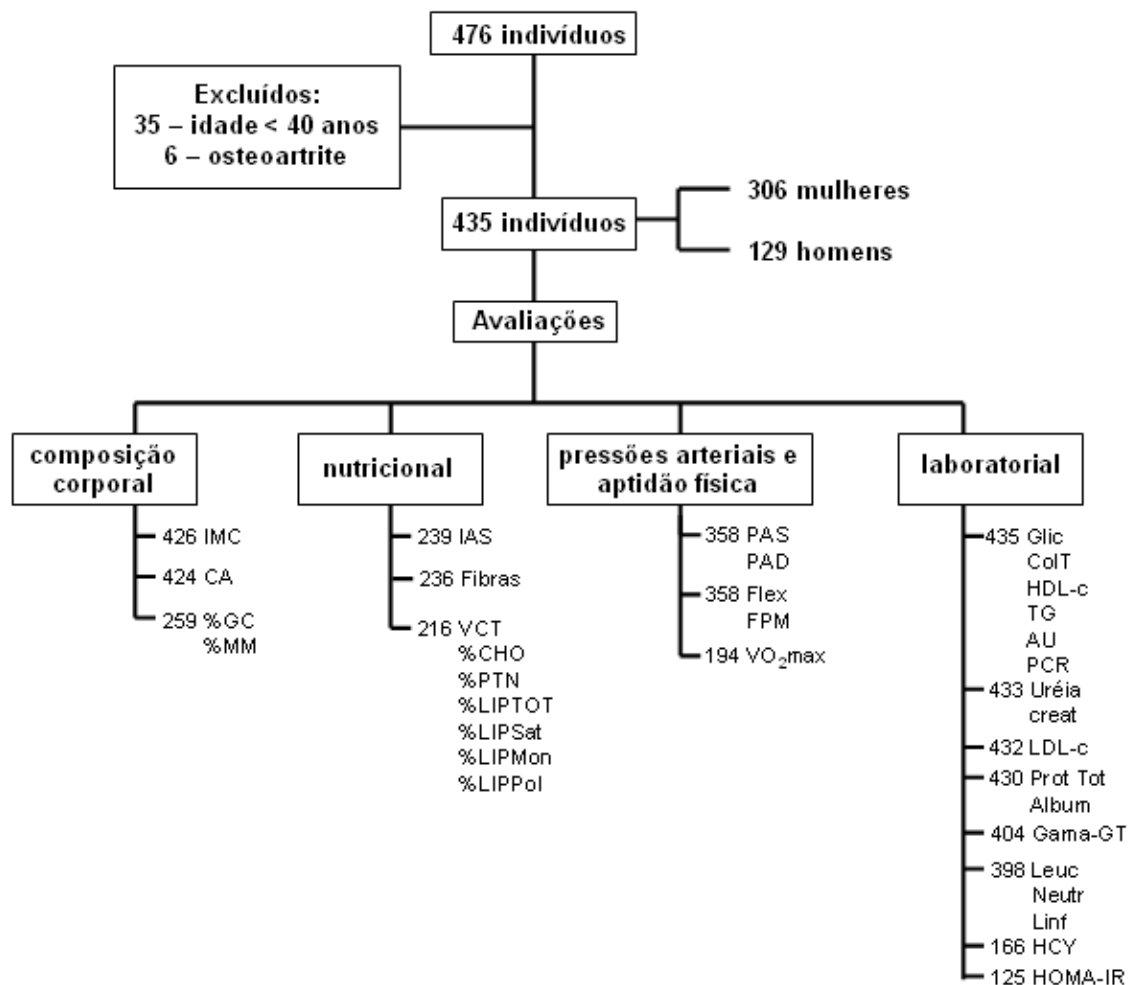 476 indivíduos
Excluídos:
35 – idade < 40 anos
6 – osteoartrite
435 indivíduos
306 mulheres
129 homens
Avaliações
composição
corporal
426 IMC
424 CA
259 %GC
%MM
nutricional
239 IAS
236 Fibras
216 VCT
%CHO
%PTN
%LIPTOT
%LIPSat
%LIPMon
%LIPPol
pressões arteriais e
aptidão física
358 PAS
PAD
358 Flex
FPM
194 VO₂max
laboratorial
435 Glic
ColT
HDL-c
TG
AU
PCR
433 Uréia
creat
432 LDL-c
430 Prot Tot
Album
404 Gama-GT
398 Leuc
Neutr
Linf
166 HCY
125 HOMA-IR